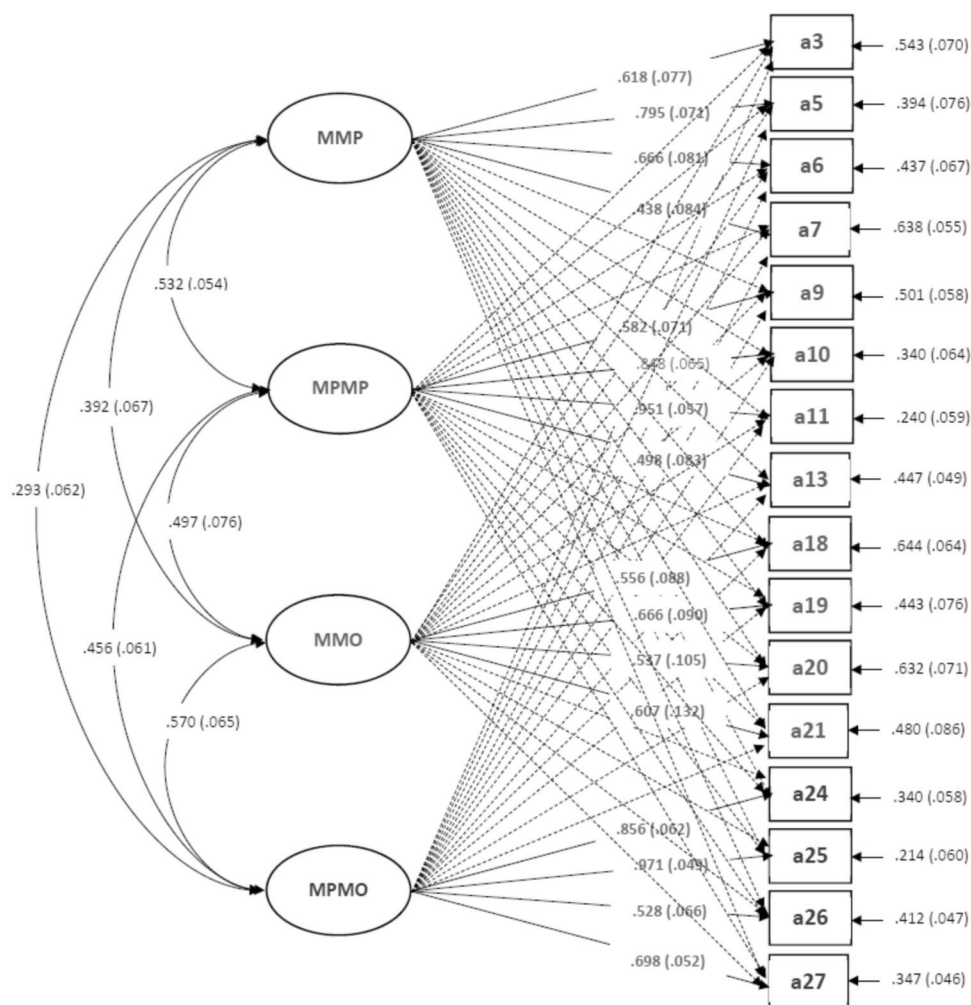 MMP
MPMP
MMO
MPMO
.532 (.054)
.392 (.067)
.293 (.062)
.497 (.076)
.456 (.061)
.570 (.065)
.618 (.077)
.795 (.071)
.666 (.081)
.438 (.084)
.582 (.071)
.848 (.065)
.951 (.057)
.498 (.083)
.556 (.088)
.666 (.090)
.537 (.105)
.607 (.132)
.856 (.062)
.971 (.049)
.528 (.066)
.698 (.052)
a3 .543 (.070)
a5 .394 (.076)
a6 .437 (.067)
a7 .638 (.055)
a9 .501 (.058)
a10 .340 (.064)
a11 .240 (.059)
a13 .447 (.049)
a18 .644 (.064)
a19 .443 (.076)
a20 .632 (.071)
a21 .480 (.086)
a24 .340 (.058)
a25 .214 (.060)
a26 .412 (.047)
a27 .347 (.046)